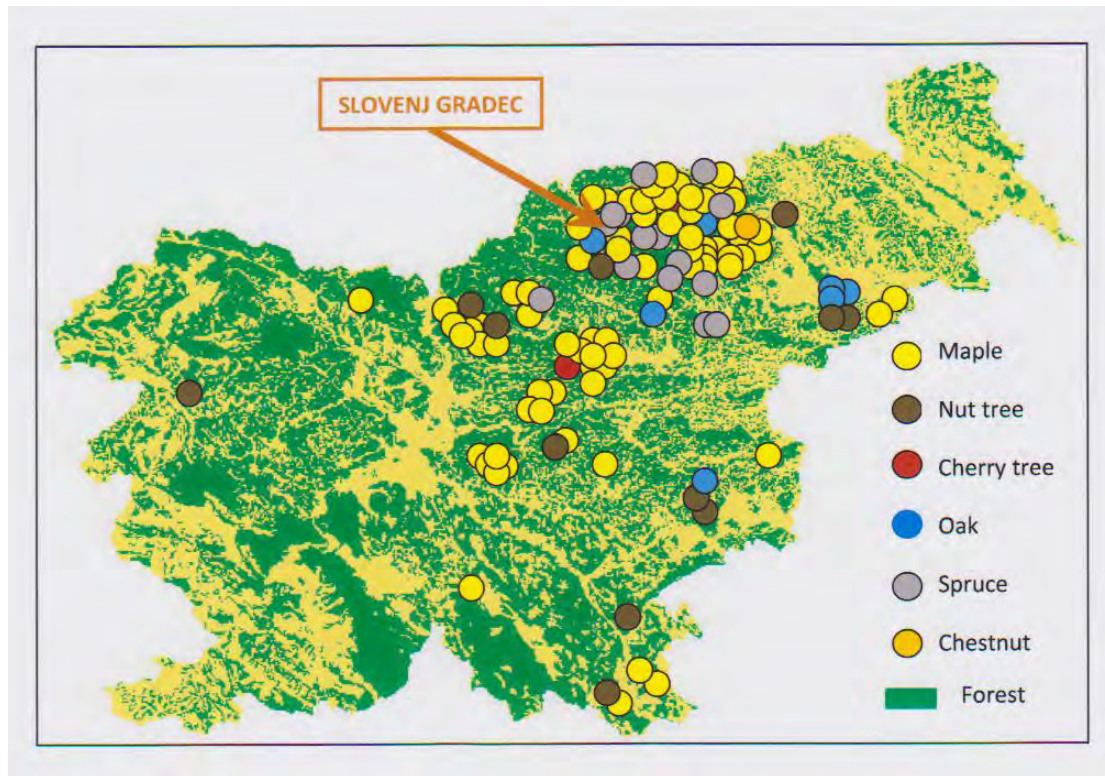 SLOVENJ GRADEC
Maple
Nut tree
Cherry tree
Oak
Spruce
Chestnut
Forest